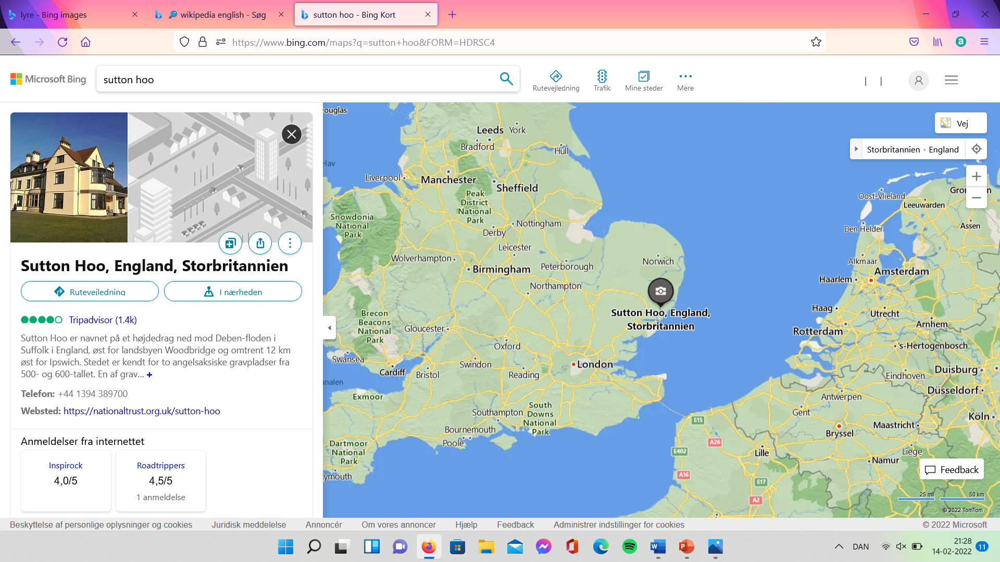 lyre - Bing images
wikipedia english - Søg
sutton hoo - Bing Kort
https://www.bing.com/maps?q=sutton+hoo&FORM=HDRSC4
Microsoft Bing
sutton hoo
Rutevejledning
Trafik
Mine steder
Mere
Sutton Hoo, England, Storbritannien
Rutevejledning
I nærheden
Tripadvisor (1.4k)
Sutton Hoo er navnet på et højdedrag ned mod Deben-floden i
Suffolk i England, øst for landsbyen Woodbridge og omtrent 12 km
øst for Ipswich. Stedet er kendt for to angelsaksiske gravpladser fra
500- og 600-tallet. En af grav... +
Telefon: +44 1394 389700
Websted: https://nationaltrust.org.uk/sutton-hoo
Anmeldelser fra internettet
Inspirock
4,0/5
Roadtrippers
4,5/5
1 anmeldelse
Vej
Storbritannien • England
ouglas
Leeds
York
Bradford
Hull
Hav
Liverpool
Manchester
Sheffield
Peak
District
National
Park
Snowdonia
National
Park
Nottingham
Derby
Leicester
Wolverhampton
Birmingham
Peterborough
Norwich
Northampton
Sutton Hoo, England,
Storbritannien
Brecon
Beacons
National
Park
Gloucester
Oxford
Swansea
Swindon
London
Cardiff
Bristol
Reading
analen
Exmoor
South
Downs
National
Park
Southampton
Bournemouth
Poole
Dartmoor
National
Park
ymouth
Oost-Vlieland
Gro
n
Leeuwarden
Den Helder
Assen
Alkmaar
Amsterdam
Haarlem
Haag
Utrecht
Arnhem
Rotterdam
's-Hertogenbosch
Eindhoven
Duisburg
Düsseldorf
Antwerpen
Gent
Köln
Bryssel
Maastricht
Liege
Lille
Namur
E15
A26
E402
A16
E17
A2
Feedback
25 mil
50 km
© 2022 TomTom
Beskyttelse af personlige oplysninger og cookies
Juridisk meddelelse
Annoncér
Om vores annoncer
Hjælp
Feedback
Administrer indstillinger for cookies
© 2022 Microsoft
DAN
21:28
14-02-2022
11